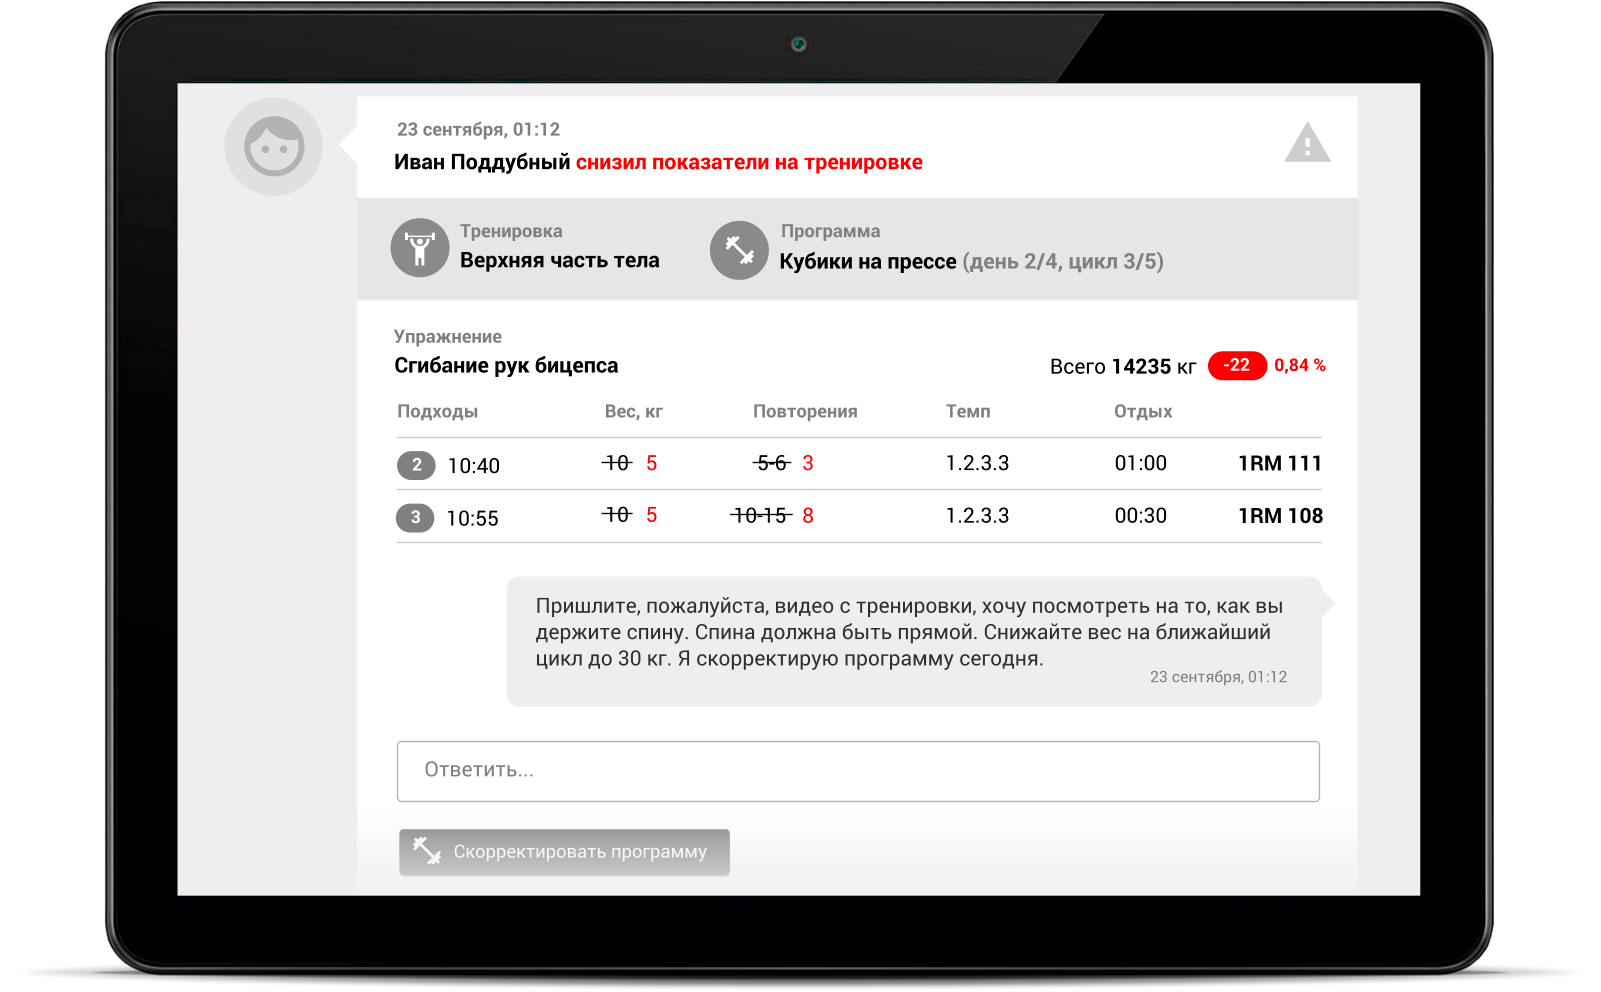 23 сентября, 01:12
Иван Поддубный снизил показатели на тренировке
Тренировка
Верхняя часть тела
Программа
Кубики на прессе (день 2/4, цикл 3/5)
Упражнение
Сгибание рук бицепса
Всего 14235 кг -22 0,84 %
Подходы Вес, кг Повторения Темп Отдых
2 10:40 10 5 5-6 3 1.2.3.3 01:00 1RM 111
3 10:55 10 5 10-15 8 1.2.3.3 00:30 1RM 108
Пришлите, пожалуйста, видео с тренировки, хочу посмотреть на то, как вы
держите спину. Спина должна быть прямой. Снижайте вес на ближайший
цикл до 30 кг. Я скорректирую программу сегодня.
23 сентября, 01:12
Ответить...
Скорректировать программу